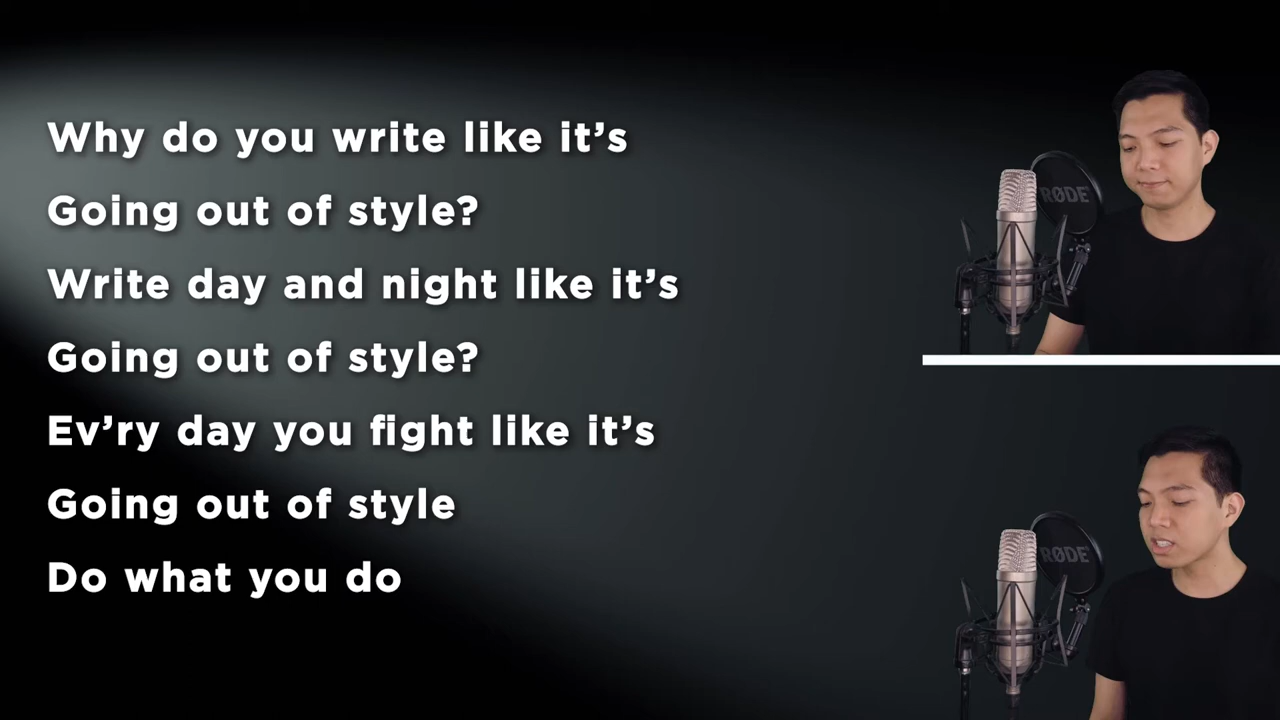 Why do you write like it’s
Going out of style?
Write day and night like it’s
Going out of style?
Ev’ry day you fight like it’s
Going out of style
Do what you do
RØDE
RØDE